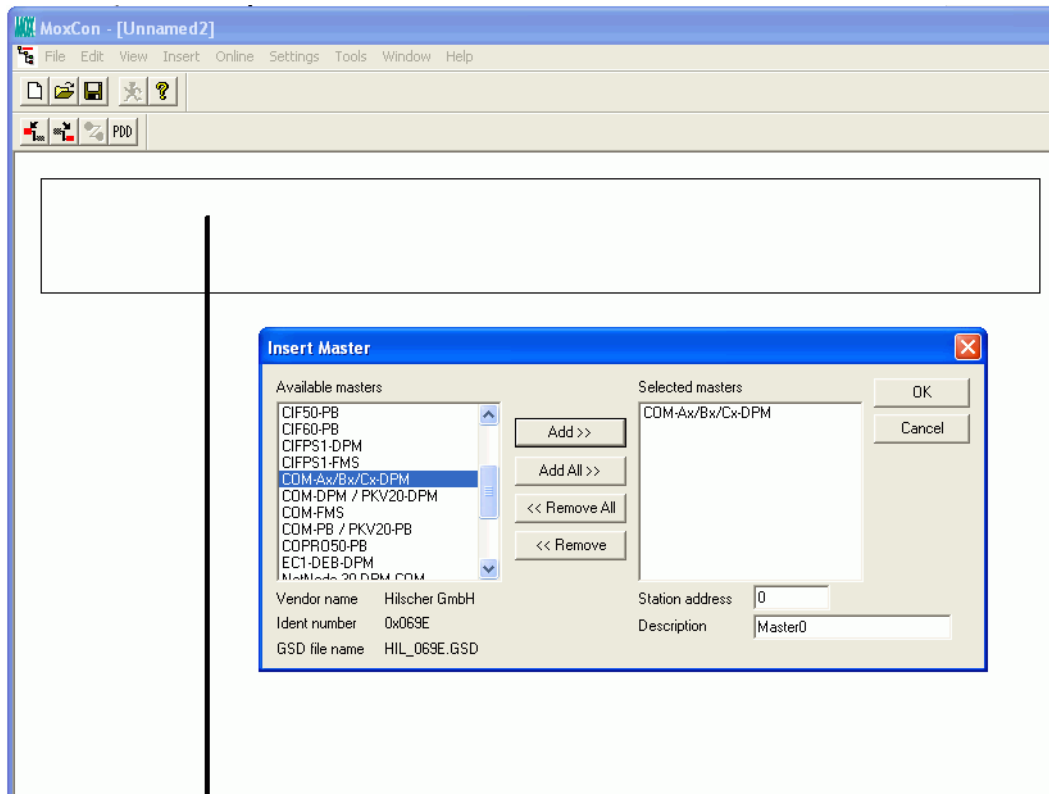 MoxCon - [Unnamed2]
File Edit View Insert Online Settings Tools Window Help
PDD
Insert Master
Available masters
CIF50-PB
CIF60-PB
CIFPS1-DPM
CIFPS1-FMS
COM-Ax/Bx/Cx-DPM
COM-DPM / PKV20-DPM
COM-FMS
COM-PB / PKV20-PB
COPRO50-PB
EC1-DEB-DPM
NetNode 30 DPM COM
Add >>
Add All >>
<< Remove All
<< Remove
Selected masters
COM-Ax/Bx/Cx-DPM
OK
Cancel
Vendor name Hilscher GmbH
Ident number 0x069E
GSD file name HIL_069E.GSD
Station address 0
Description Master0